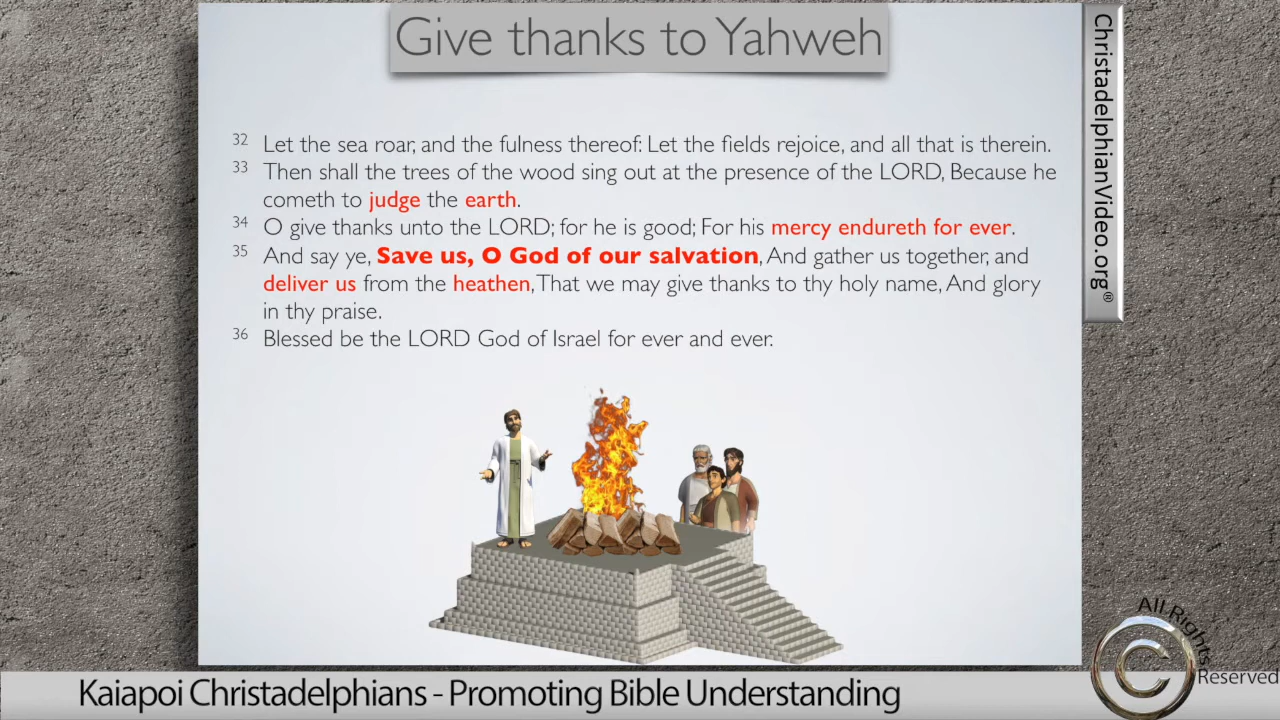 Give thanks to Yahweh
32 Let the sea roar, and the fulness thereof: Let the fields rejoice, and all that is therein.
33 Then shall the trees of the wood sing out at the presence of the LORD, Because he
cometh to judge the earth.
34 O give thanks unto the LORD; for he is good; For his mercy endureth for ever.
35 And say ye, Save us, O God of our salvation, And gather us together, and
deliver us from the heathen, That we may give thanks to thy holy name, And glory
in thy praise.
36 Blessed be the LORD God of Israel for ever and ever.
ChristadelphianVideo.org®
All Rights
C
Reserved
Kaiapoi Christadelphians - Promoting Bible Understanding